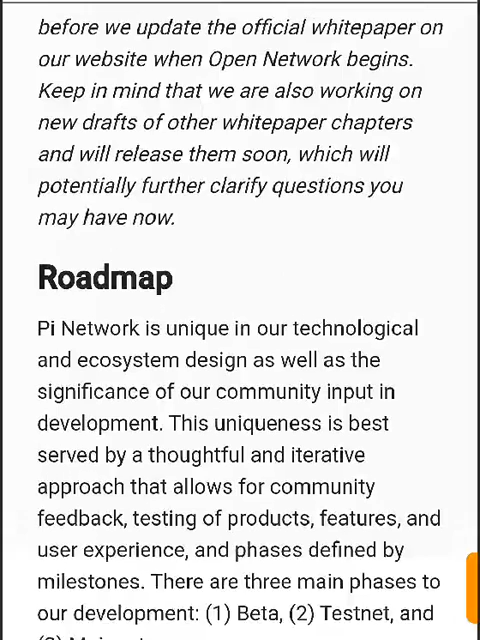 before we update the official whitepaper on
our website when Open Network begins.
Keep in mind that we are also working on
new drafts of other whitepaper chapters
and will release them soon, which will
potentially further clarify questions you
may have now.
Roadmap
Pi Network is unique in our technological
and ecosystem design as well as the
significance of our community input in
development. This uniqueness is best
served by a thoughtful and iterative
approach that allows for community
feedback, testing of products, features, and
user experience, and phases defined by
milestones. There are three main phases to
our development: (1) Beta, (2) Testnet, and